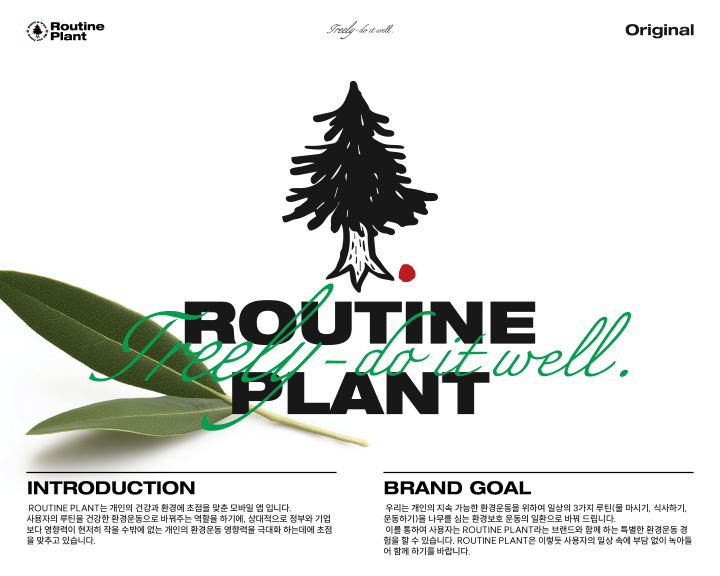 Routine
Plant
Treely-do it well.
Original
ROUTINE
Treely-do it well.
PLANT
INTRODUCTION
ROUTINE PLANT는 개인의 건강과 환경에 초점을 맞춘 모바일 앱 입니다.
사용자의 루틴을 건강한 환경운동으로 바꿔주는 역할을 하기에, 상대적으로 정부와 기업
보다 영향력이 현저히 작을 수밖에 없는 개인의 환경운동 영향력을 극대화 하는데에 초점
을 맞추고 있습니다.
BRAND GOAL
우리는 개인의 지속 가능한 환경운동을 위하여 일상의 3가지 루틴(물 마시기, 식사하기,
운동하기)을 나무를 심는 환경보호 운동의 일환으로 바꿔 드립니다.
이를 통하여 사용자는 ROUTINE PLANT라는 브랜드와 함께 하는 특별한 환경운동 경
험을 할 수 있습니다. ROUTINE PLANT은 이렇듯 사용자의 일상 속에 부담 없이 녹아들
어 함께 하기를 바랍니다.